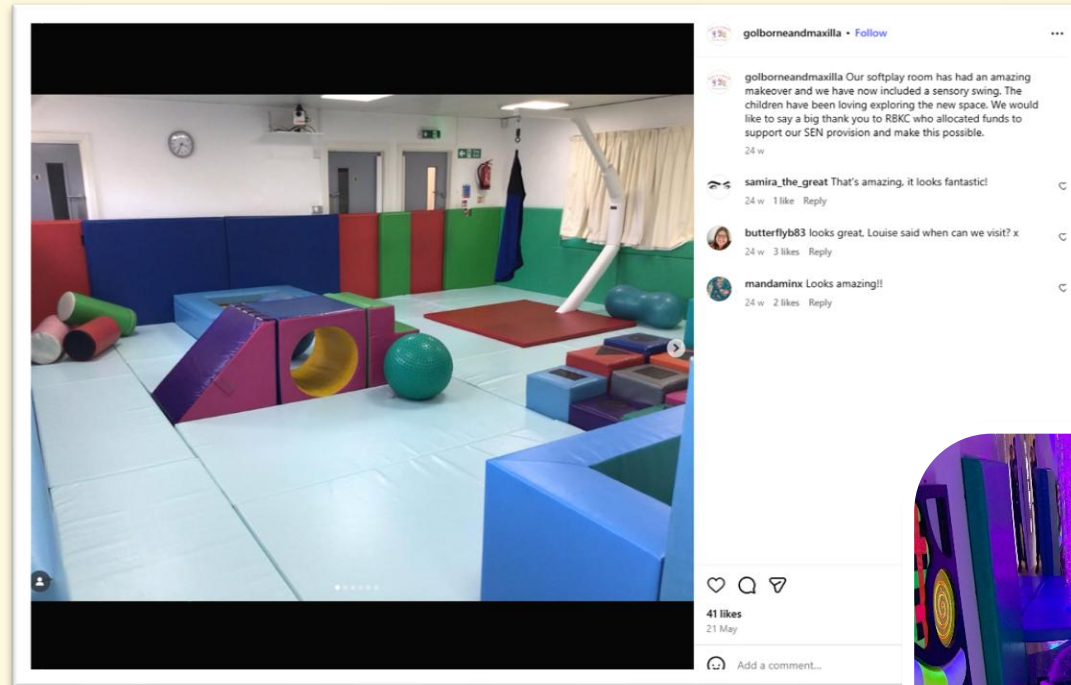 golborneandmaxilla • Follow
golborneandmaxilla Our softplay room has had an amazing
makeover and we have now included a sensory swing. The
children have been loving exploring the new space. We would
like to say a big thank you to RBKC who allocated funds to
support our SEN provision and make this possible.
24 w
samira_the_great That's amazing, it looks fantastic!
24 w 1 like Reply
butterflyb83 looks great, Louise said when can we visit? x
24 w 3 likes Reply
mandaminx Looks amazing!!
24 w 2 likes Reply
41 likes
21 May
Add a comment...